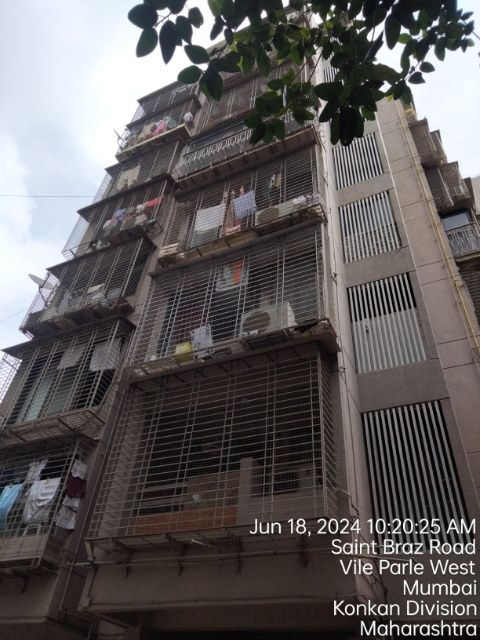 Jun 18, 2024 10:20:25 AM
Saint Braz Road
Vile Parle West
Mumbai
Konkan Division
Maharashtra